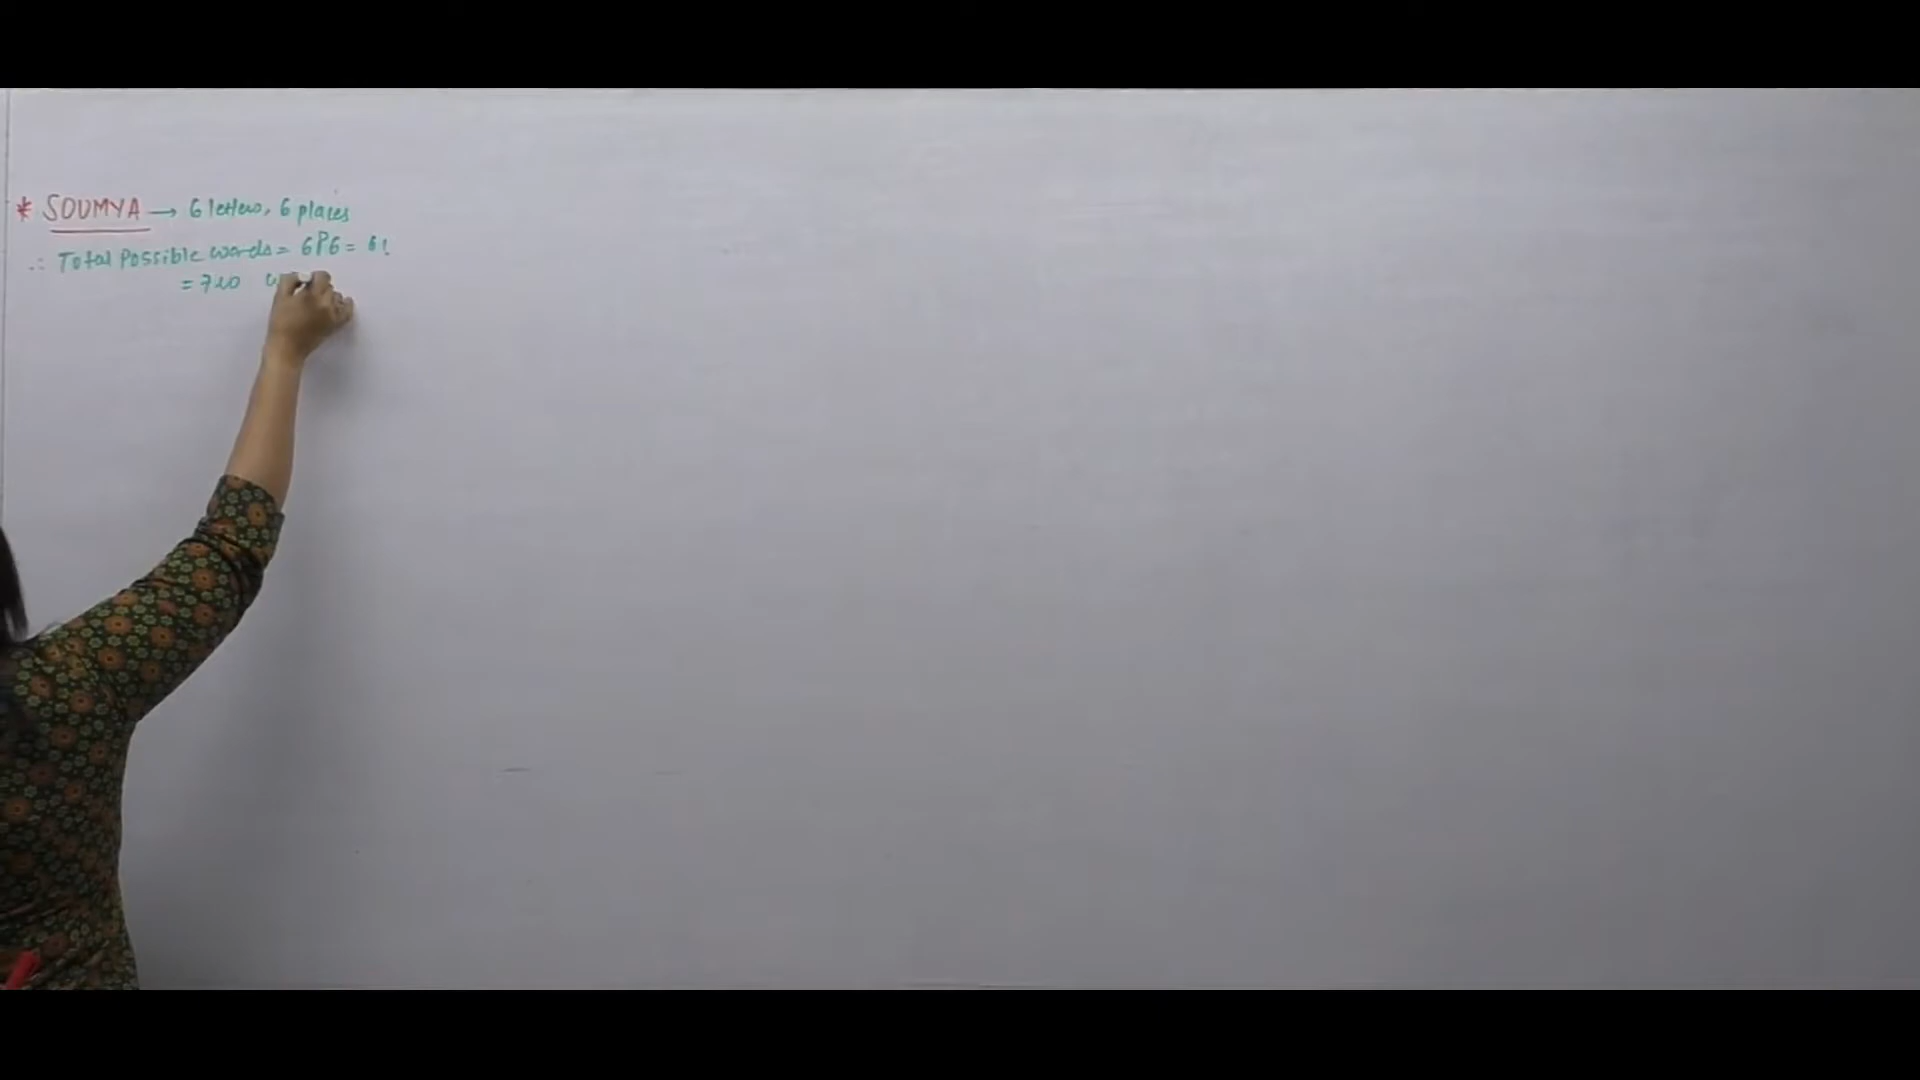 * SOUMYA → 6 letters, 6 places
∴ Total Possible words = 6P6 = 6!
= 720